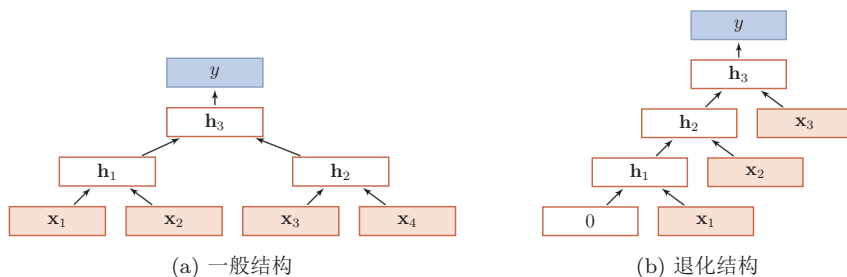 y
h₃
h₁ h₂
x₁ x₂ x₃ x₄
(a) 一般结构
y
h₃
h₂ x₃
h₁ x₂
0 x₁
(b) 退化结构